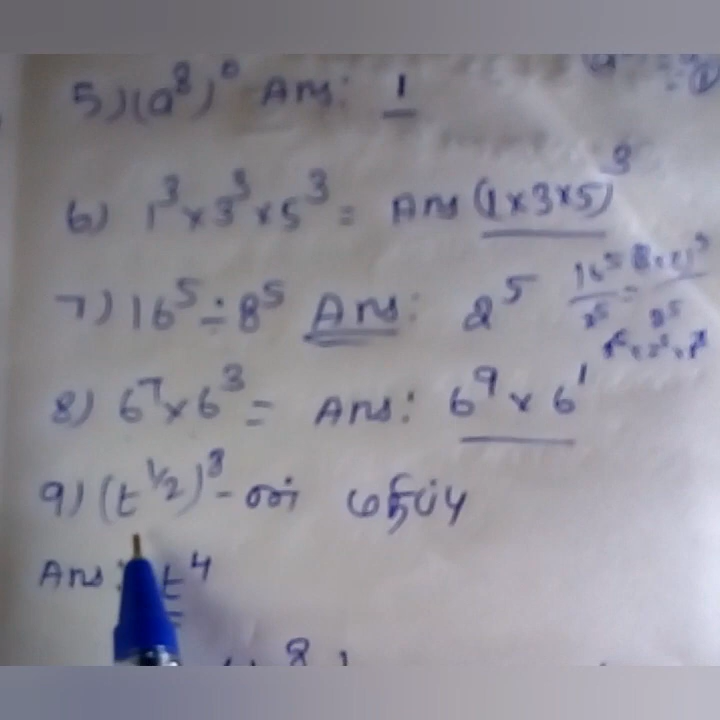 5) (a⁸)⁰ Ans: 1
6) 1³×3³×5³ = Ans (1×3×5)³
7) 16⁵÷8⁵ Ans: 2⁵
8) 6⁷×6³ = Ans: 6⁹×6¹
9) (t^½)⁸ - ன் மதிப்பு
Ans: t⁴